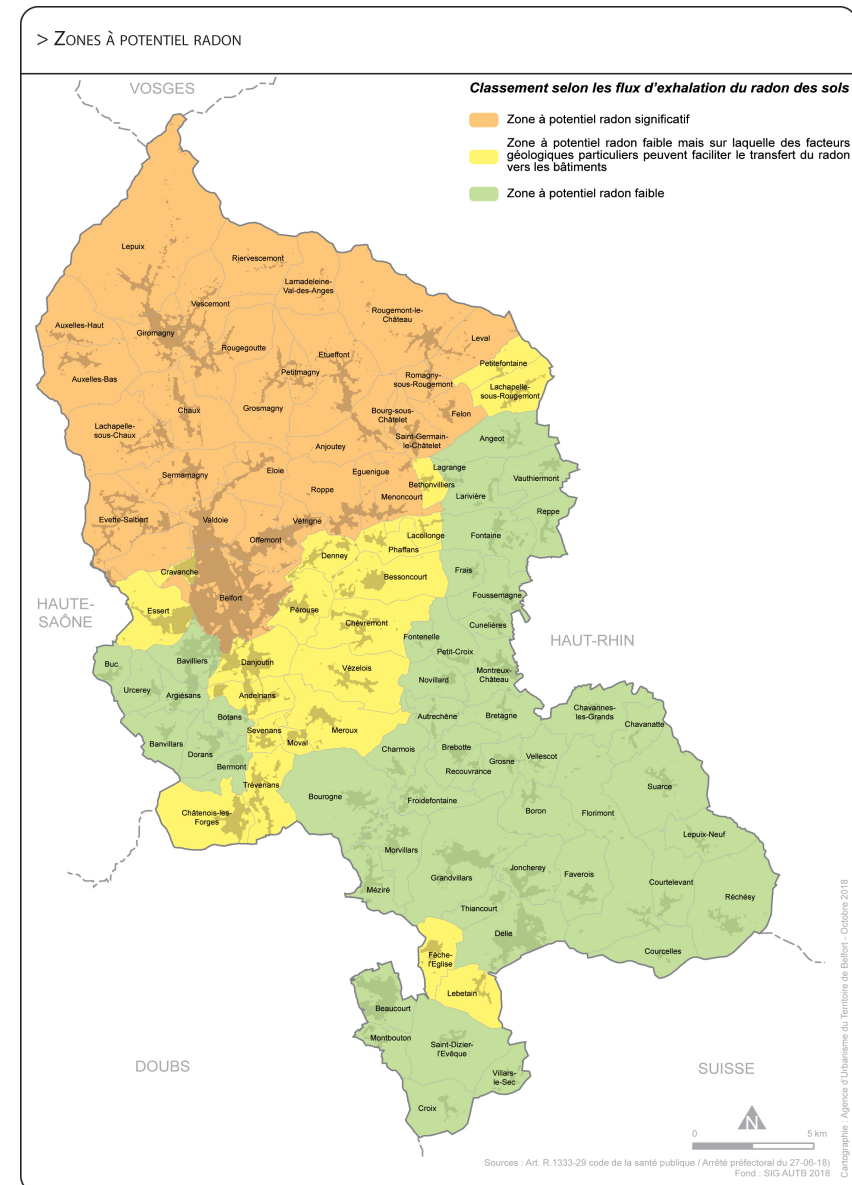 > ZONES À POTENTIEL RADON
VOSGES
Classement selon les flux d'exhalation du radon des sols
Zone à potentiel radon significatif
Zone à potentiel radon faible mais sur laquelle des facteurs
géologiques particuliers peuvent faciliter le transfert du radon
vers les bâtiments
Zone à potentiel radon faible
Lepuix
Riervescemont
Lamadeleine-
Val-des-Anges
Vescemont
Rougemont-le-
Château
Auxelles-Haut
Giromagny
Leval
Rougegoutte
Etueffont
Petitefontaine
Petitmagny
Auxelles-Bas
Romagny-
sous-Rougemont
Lachapelle-
sous-Rougemont
Chaux
Grosmagny
Bourg-sous-
Châtelet
Felon
Lachapelle-
sous-Chaux
Saint-Germain-
le-Châtelet
Angeot
Anjoutey
Sermamagny
Eloie
Eguenigue
Lagrange
Vauthiermont
Bethonvilliers
Roppe
Menoncourt
Larivière
Reppe
Evette-Salbert
Valdoie
Vétrigne
Offemont
Lacollonge
Fontaine
Denney
Phaffans
Cravanche
Bessoncourt
Frais
Belfort
Foussemagne
HAUTE-
SAÔNE
Essert
Pérouse
Chèvremont
Cunelières
Fontenelle
HAUT-RHIN
Petit-Croix
Buc
Bavilliers
Danjoutin
Vézelois
Montreux-
Château
Novillard
Urcerey
Argiésans
Andelnans
Botans
Autrechêne
Bretagne
Chavannes-
les-Grands
Chavanatte
Sevenans
Meroux
Banvillars
Moval
Charmois
Brebotte
Dorans
Vellescot
Grosne
Bermont
Recouvrance
Trévenans
Suarce
Bourogne
Froidefontaine
Châtenois-les-
Forges
Boron
Florimont
Lepuix-Neuf
Morvillars
Joncherey
Grandvillars
Faverois
Courtelevant
Méziré
Réchésy
Thiancourt
Delle
Courcelles
Fêche-
l'Eglise
Lebetain
Beaucourt
Montbouton
Saint-Dizier-
l'Evêque
DOUBS
SUISSE
Villars-
le-Sec
Croix
N
0 5 km
Sources : Art. R.1333-29 code de la santé publique / Arrêté préfectoral du 27-06-18)
Fond : SIG AUTB 2018
Cartographie : Agence d'Urbanisme du Territoire de Belfort - Octobre 2018